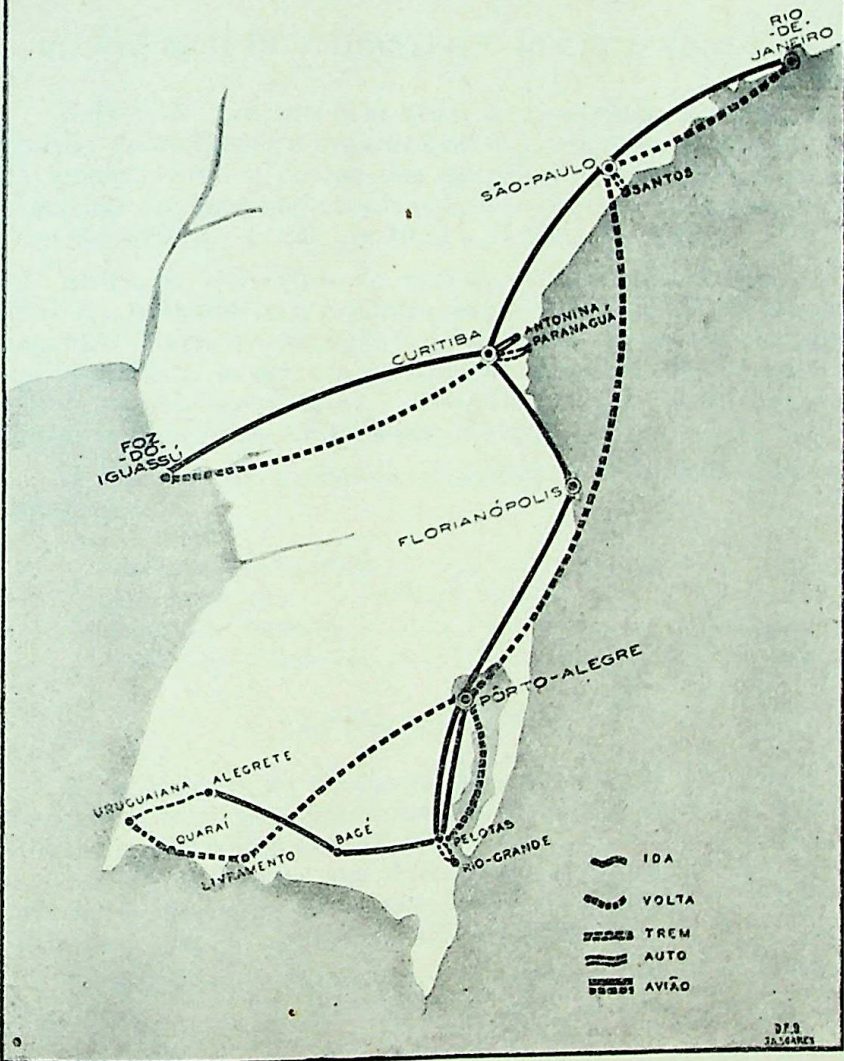 RIO
-DE-
JANEIRO
SÃO-PAULO
SANTOS
ANTONINA
PARANAGUÁ
CURITIBA
FOZ
-DO-
IGUASSÚ
FLORIANÓPOLIS
PÔRTO-ALEGRE
ALEGRETE
URUGUAIANA
QUARAÍ
LIVRAMENTO
BAGÉ
PELOTAS
RIO-GRANDE
IDA
VOLTA
TREM
AUTO
AVIÃO
J.SOARES